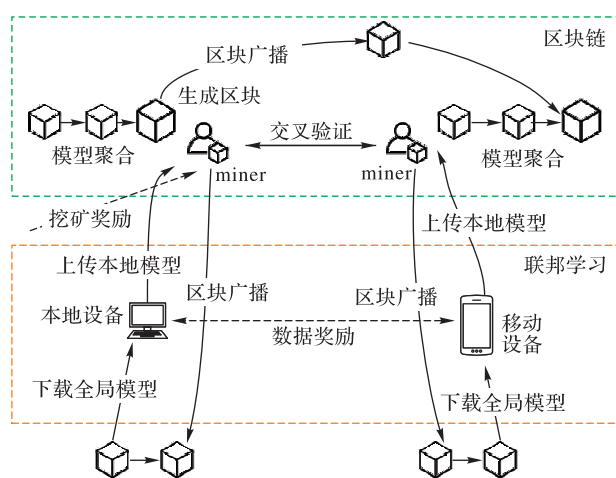 区块链
区块广播
生成区块
模型聚合
交叉验证
模型聚合
miner
miner
挖矿奖励
上传本地模型
上传本地模型
联邦学习
区块广播
区块广播
本地设备
数据奖励
移动
设备
下载全局模型
下载全局模型